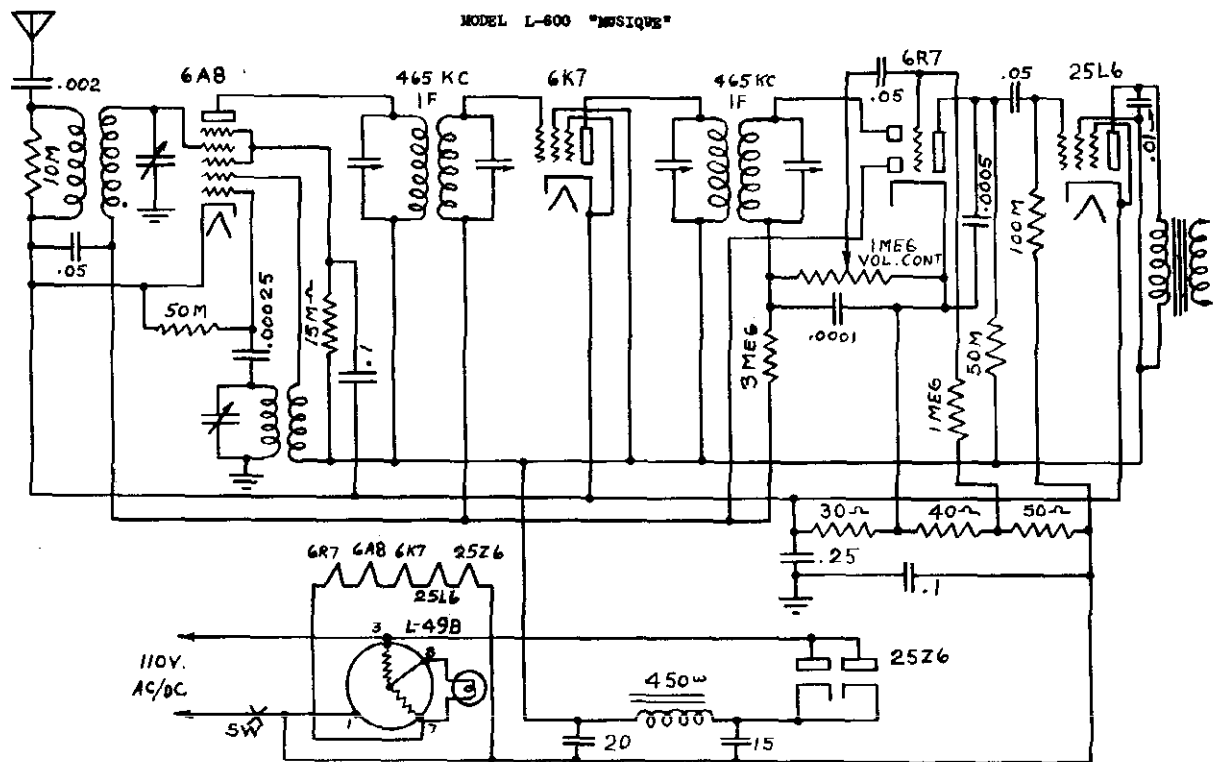 MODEL L-600 "MUSIQUE"
.002
6A8
465 KC
IF
6K7
465 KC
IF
6R7
.05
.05
25L6
.01
10M
.05
50M
.00025
15MΩ
.1
1MEG
VOL. CONT
.0001
3MEG
.0005
100M
50M
1MEG
30Ω
40Ω
50Ω
.25
.1
6R7
6A8
6K7
25Z6
25L6
3
L-49B
8
110V.
AC/DC
SW
1
7
450ω
25Z6
20
15